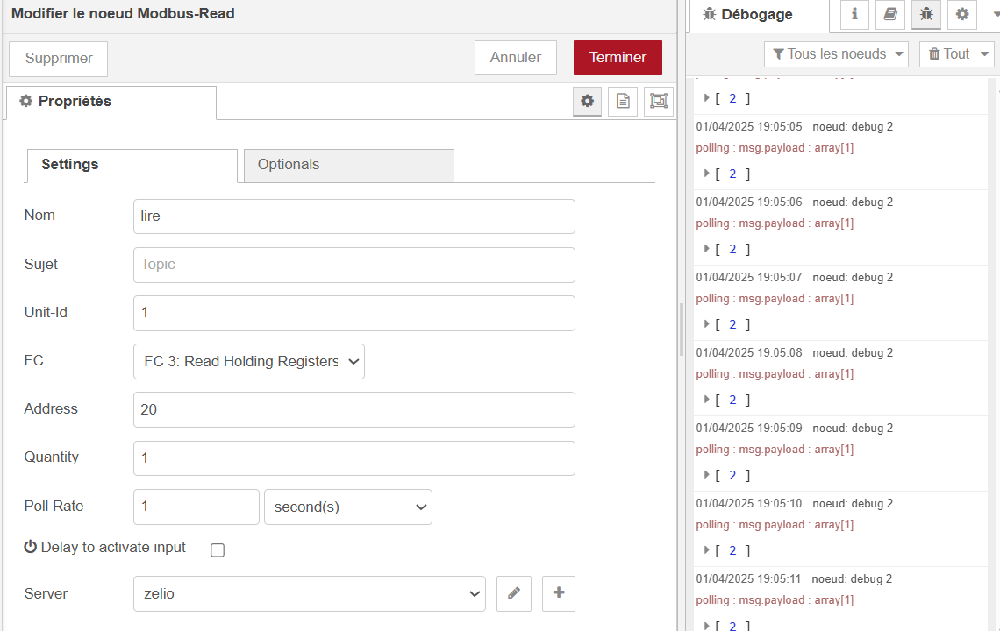 Modifier le noeud Modbus-Read
Supprimer
Annuler
Terminer
Propriétés
Settings
Optionals
Nom
lire
Sujet
Topic
Unit-Id
1
FC
FC 3: Read Holding Registers
Address
20
Quantity
1
Poll Rate
1
second(s)
Delay to activate input
Server
zelio
Débogage
Tous les noeuds
Tout
[ 2 ]
01/04/2025 19:05:05 noeud: debug 2
polling : msg.payload : array[1]
[ 2 ]
01/04/2025 19:05:06 noeud: debug 2
polling : msg.payload : array[1]
[ 2 ]
01/04/2025 19:05:07 noeud: debug 2
polling : msg.payload : array[1]
[ 2 ]
01/04/2025 19:05:08 noeud: debug 2
polling : msg.payload : array[1]
[ 2 ]
01/04/2025 19:05:09 noeud: debug 2
polling : msg.payload : array[1]
[ 2 ]
01/04/2025 19:05:10 noeud: debug 2
polling : msg.payload : array[1]
[ 2 ]
01/04/2025 19:05:11 noeud: debug 2
polling : msg.payload : array[1]
[ 2 ]